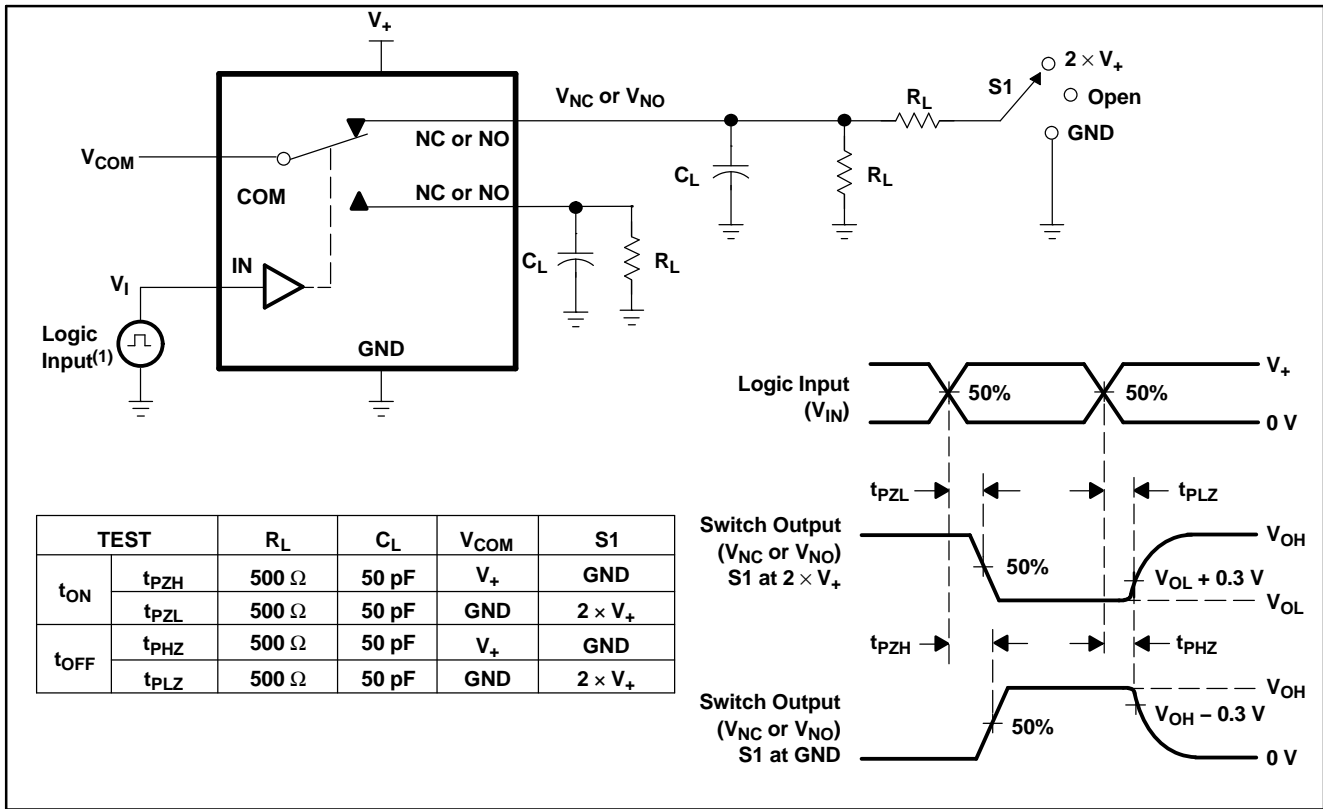 V+
VNC or VNO
NC or NO
VCOM
COM
NC or NO
CL
RL
RL
S1
2 × V+
Open
GND
CL
RL
IN
VI
Logic
Input(1)
GND
Logic Input
(VIN)
50%
50%
V+
0 V
tPZL
tPLZ
Switch Output
(VNC or VNO)
S1 at 2 × V+
50%
VOH
VOL + 0.3 V
VOL
tPZH
tPHZ
Switch Output
(VNC or VNO)
S1 at GND
50%
VOH
VOH – 0.3 V
0 V
TEST RL CL VCOM S1
tON tPZH 500 Ω 50 pF V+ GND
tPZL 500 Ω 50 pF GND 2 × V+
tOFF tPHZ 500 Ω 50 pF V+ GND
tPLZ 500 Ω 50 pF GND 2 × V+